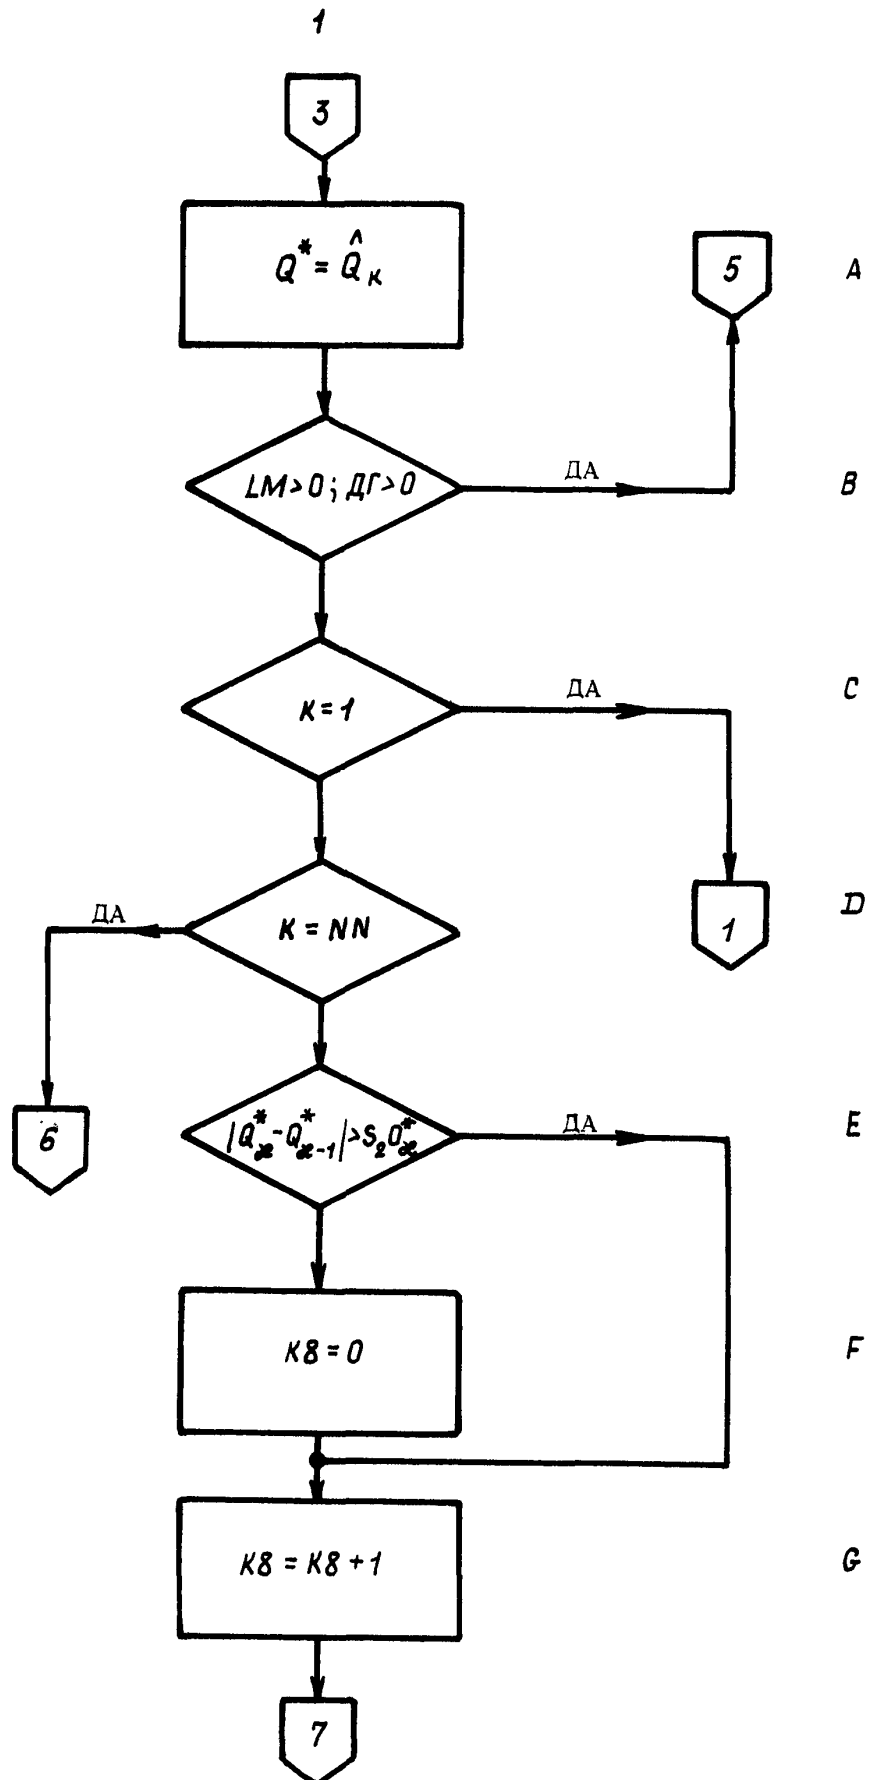 1
3
Q* = Q̂к
5
A
LM>0; ДГ>0
ДА
B
K=1
ДА
C
K=NN
ДА
1
D
6
|Q*ж-Q*ж-1|>S₂O*ж
ДА
E
K8=0
F
K8=K8+1
G
7